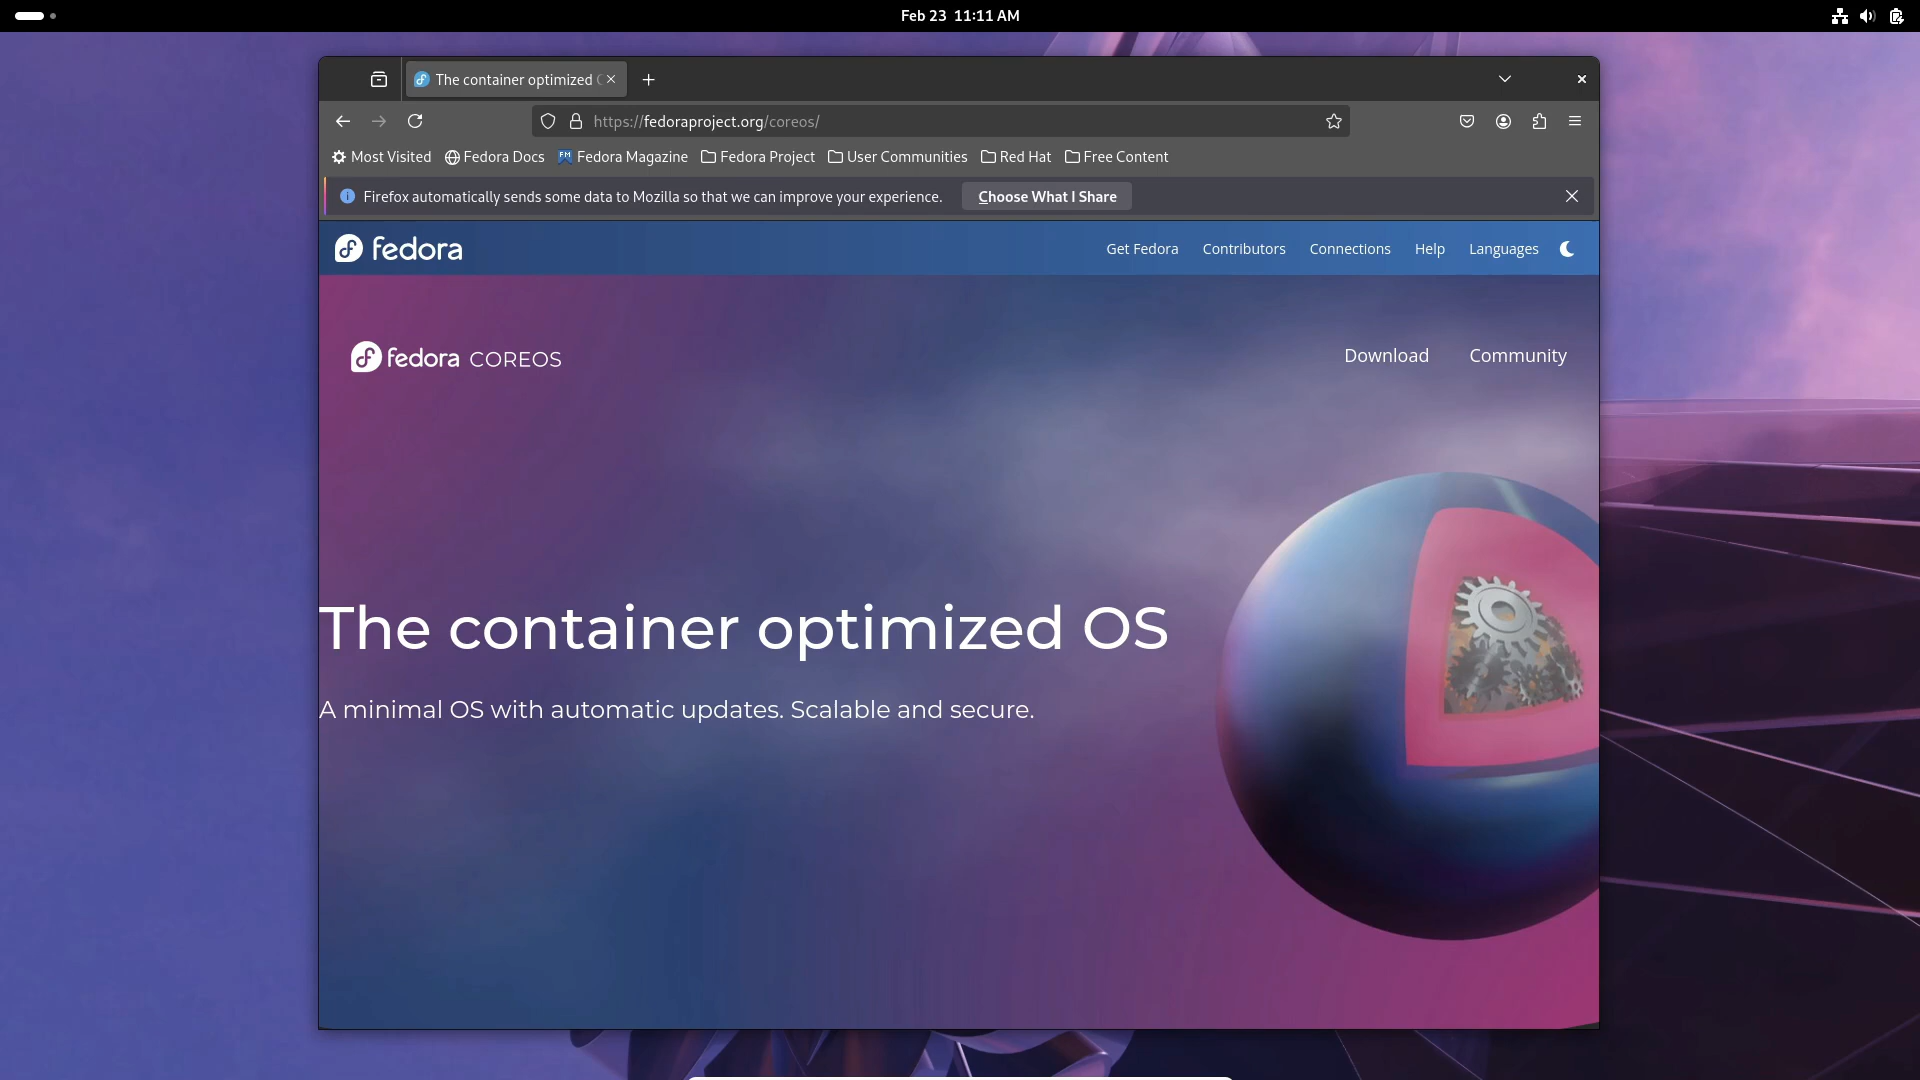 Feb 23 11:11 AM
The container optimized
https://fedoraproject.org/coreos/
Most Visited Fedora Docs FM Fedora Magazine Fedora Project User Communities Red Hat Free Content
Firefox automatically sends some data to Mozilla so that we can improve your experience. Choose What I Share
fedora Get Fedora Contributors Connections Help Languages
fedora COREOS Download Community
The container optimized OS
A minimal OS with automatic updates. Scalable and secure.